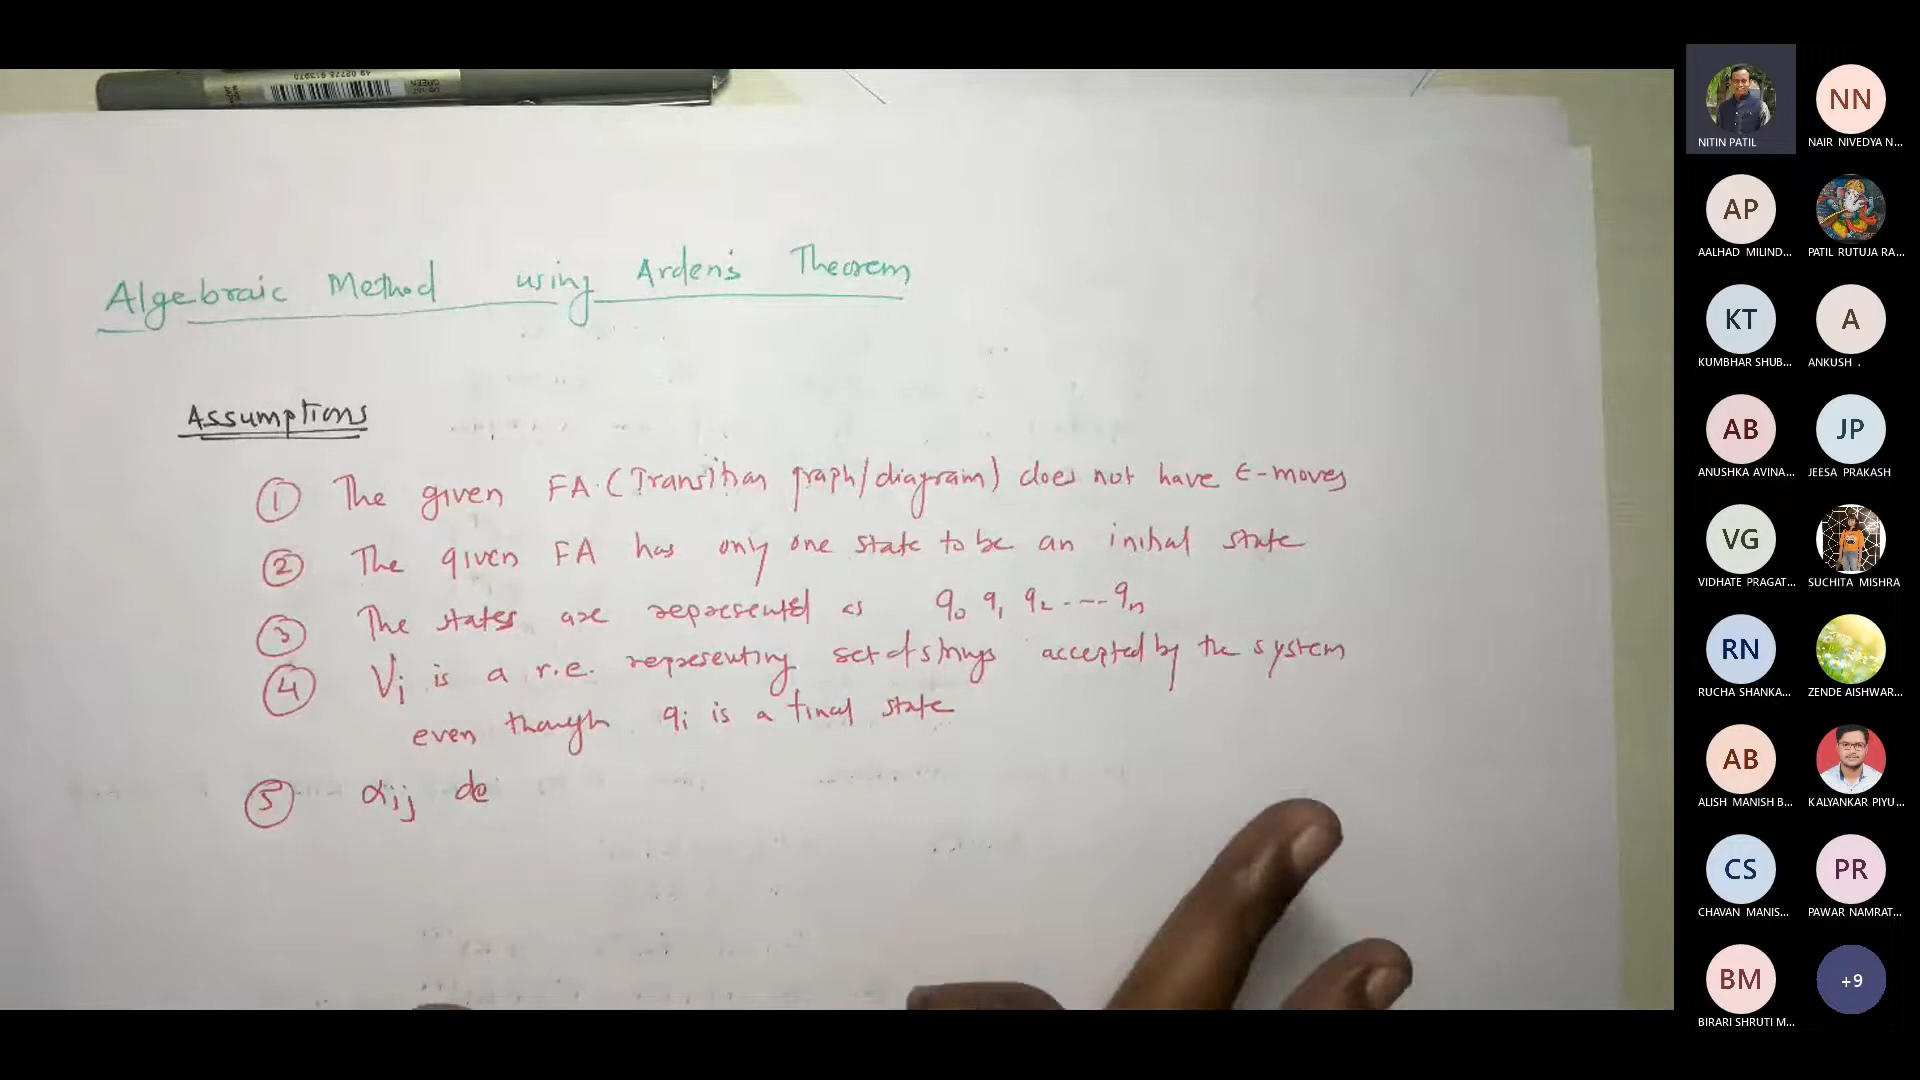 Algebraic Method using Arden's Theorem
Assumptions
① The given FA (Transition graph/diagram) does not have ε-moves
② The given FA has only one state to be an initial state
③ The states are represented as q0 q1 q2 ---- qn
④ Vi is a r.e. representing set of strings accepted by the system
even though qi is a final state
⑤ αij de
NITIN PATIL
NN
NAIR NIVEDYA N...
AP
AALHAD MILIND...
PATIL RUTUJA RA...
KT
KUMBHAR SHUB...
A
ANKUSH .
AB
ANUSHKA AVINA...
JP
JEESA PRAKASH
VG
VIDHATE PRAGAT...
SUCHITA MISHRA
RN
RUCHA SHANKA...
ZENDE AISHWAR...
AB
ALISH MANISH B...
KALYANKAR PIYU...
CS
CHAVAN MANIS...
PR
PAWAR NAMRAT...
BM
BIRARI SHRUTI M...
+9